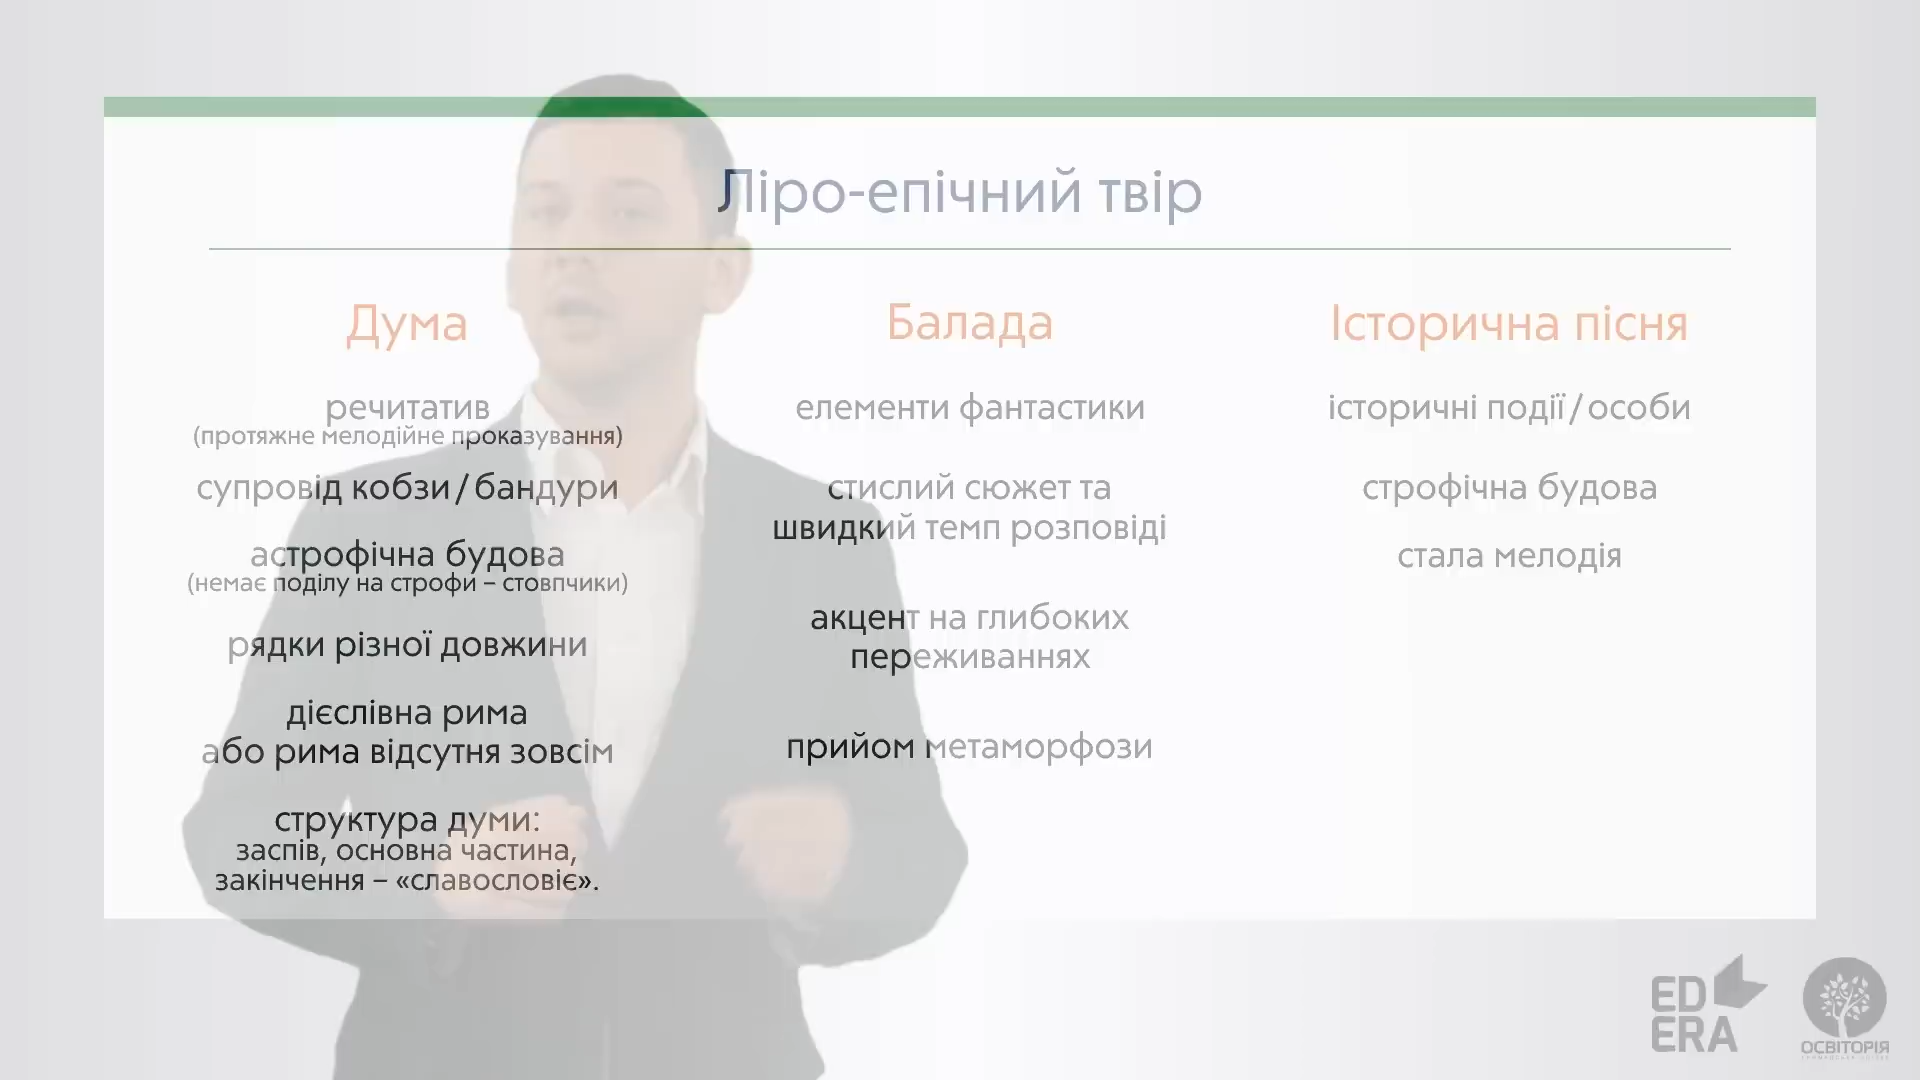 Ліро-епічний твір
Дума
речитатив
(протяжне мелодійне проказування)
супровід кобзи / бандури
астрофічна будова
(немає поділу на строфи – стовпчики)
рядки різної довжини
дієслівна рима
або рима відсутня зовсім
структура думи:
заспів, основна частина,
закінчення – «славословіє».
Балада
елементи фантастики
стислий сюжет та
швидкий темп розповіді
акцент на глибоких
переживаннях
прийом метаморфози
Історична пісня
історичні події / особи
строфічна будова
стала мелодія
ED
ERA
ОСВІТОРІЯ